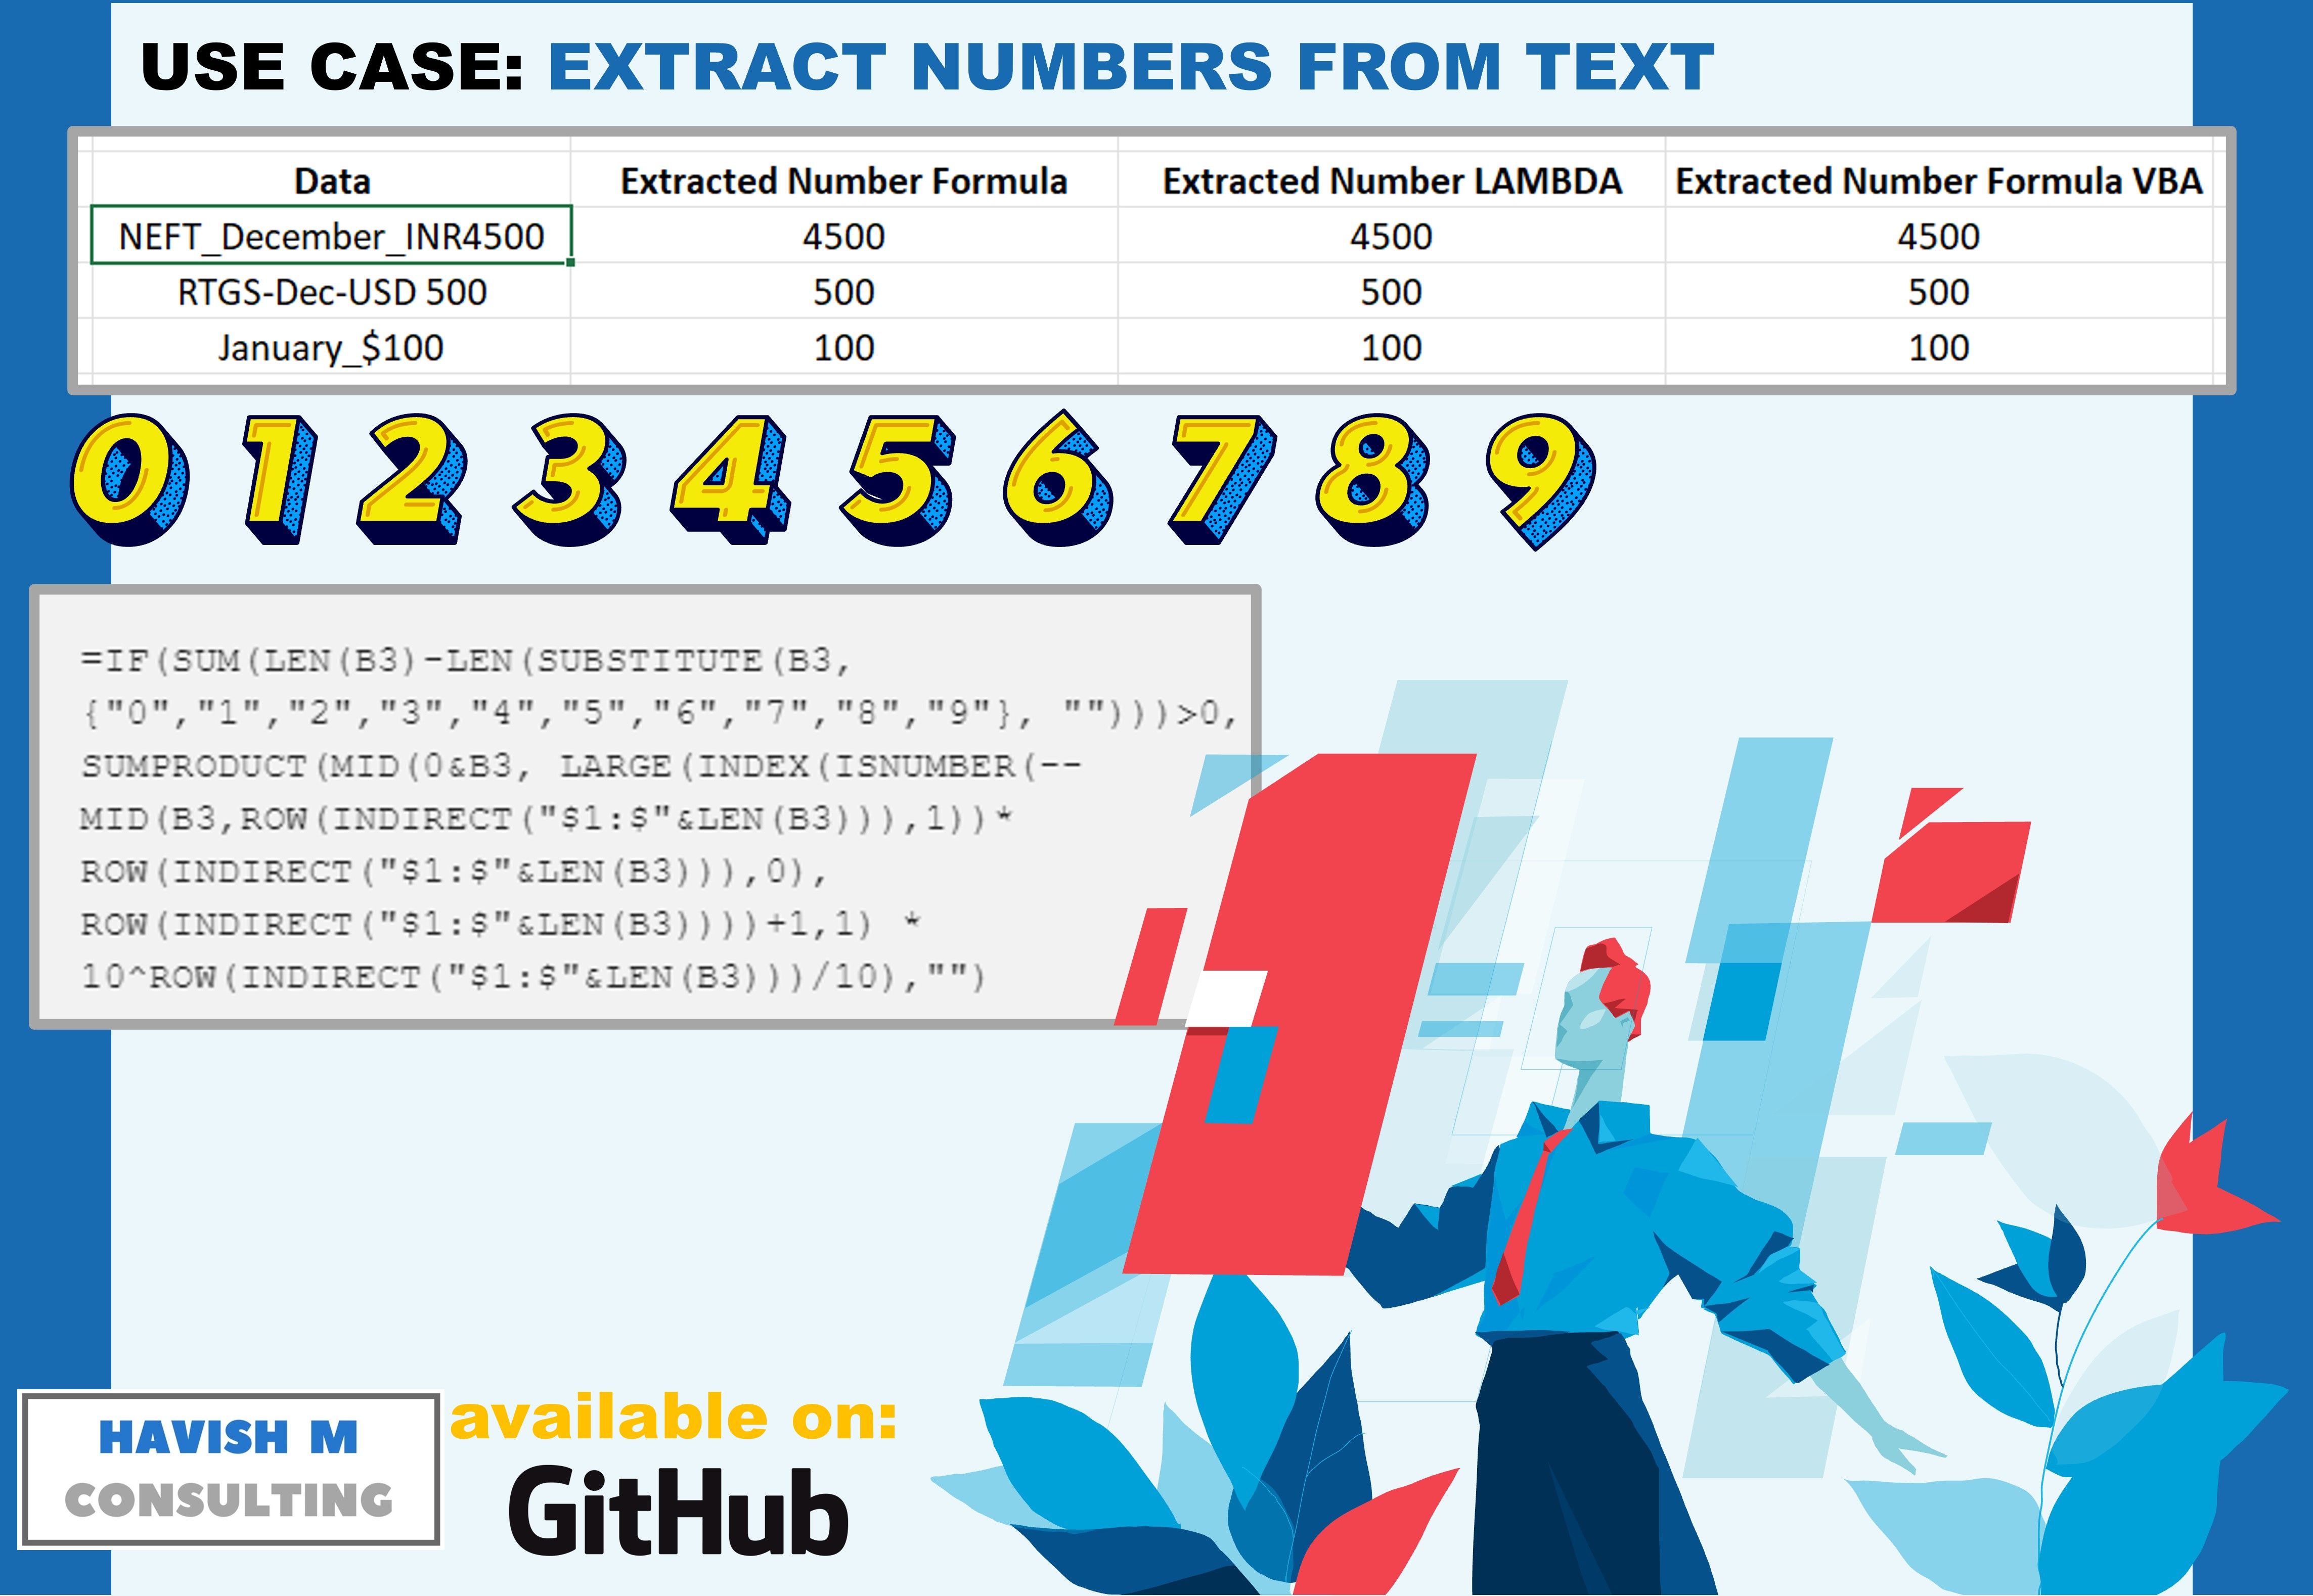 USE CASE: EXTRACT NUMBERS FROM TEXT
Data Extracted Number Formula Extracted Number LAMBDA Extracted Number Formula VBA
NEFT_December_INR4500 4500 4500 4500
RTGS-Dec-USD 500 500 500 500
January_$100 100 100 100
0 1 2 3 4 5 6 7 8 9
=IF(SUM(LEN(B3)-LEN(SUBSTITUTE(B3,
{"0","1","2","3","4","5","6","7","8","9"}, "")))>0,
SUMPRODUCT(MID(0&B3, LARGE(INDEX(ISNUMBER(--
MID(B3,ROW(INDIRECT("$1:$"&LEN(B3))),1))*
ROW(INDIRECT("$1:$"&LEN(B3))),0),
ROW(INDIRECT("$1:$"&LEN(B3))))+1,1) *
10^ROW(INDIRECT("$1:$"&LEN(B3)))/10),"")
HAVISH M
CONSULTING
available on:
GitHub